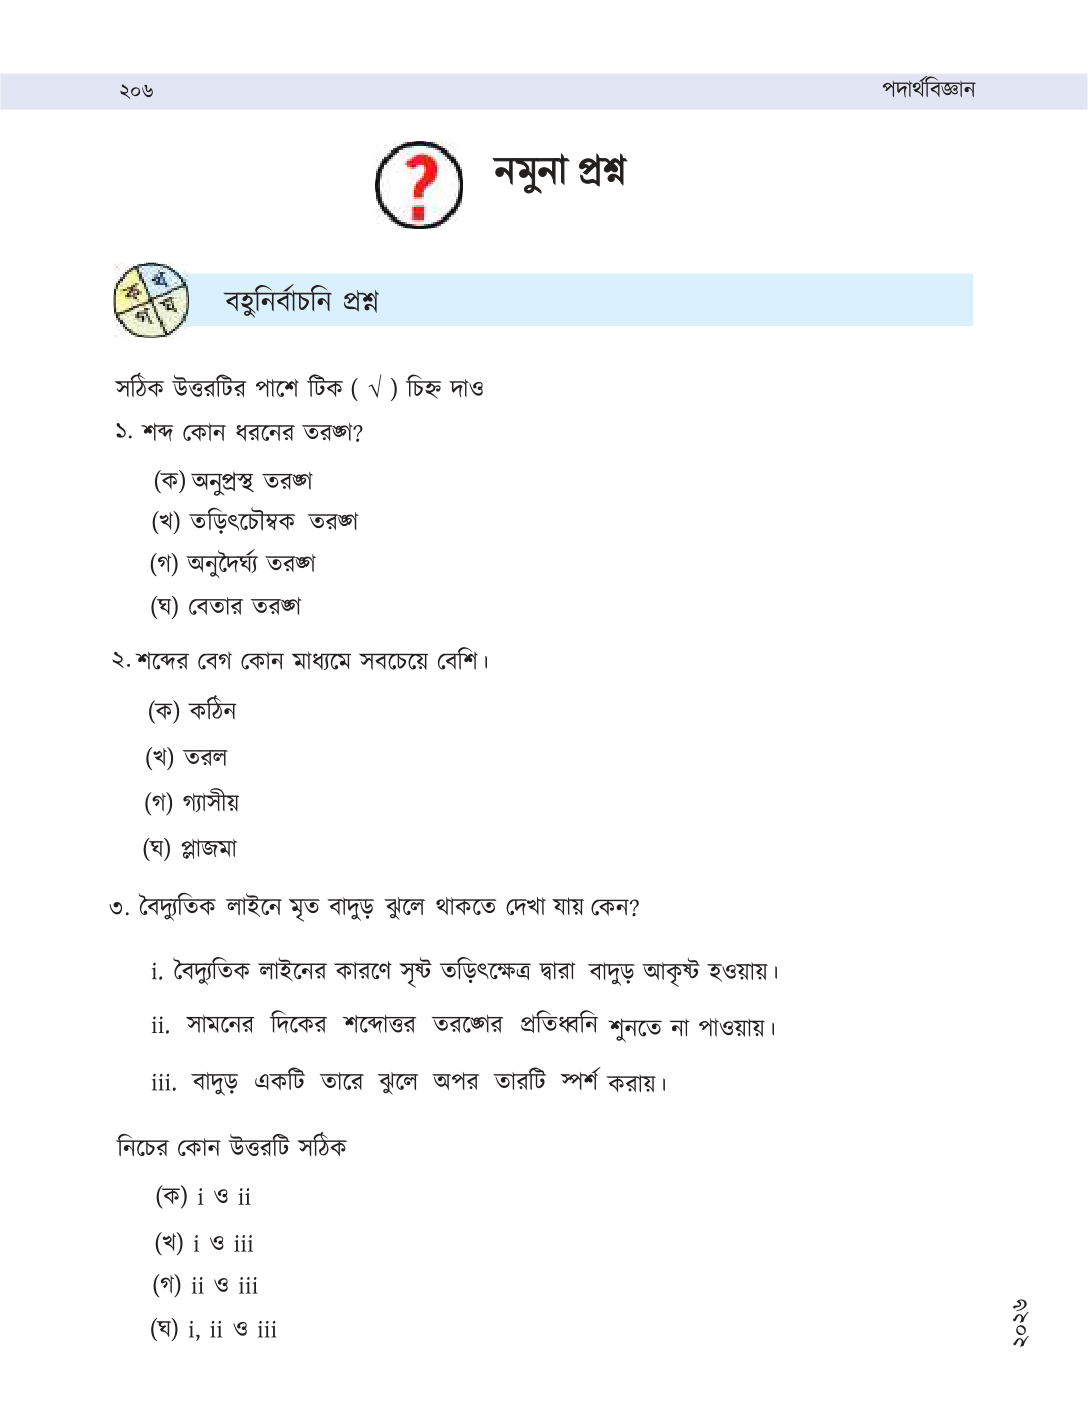 ২০৬
পদার্থবিজ্ঞান
?
নমুনা প্রশ্ন
ক খ
গ ঘ
বহুনির্বাচনি প্রশ্ন
সঠিক উত্তরটির পাশে টিক ( √ ) চিহ্ন দাও
১. শব্দ কোন ধরনের তরঙ্গ?
(ক) অনুপ্রস্থ তরঙ্গ
(খ) তড়িৎচৌম্বক তরঙ্গ
(গ) অনুদৈর্ঘ্য তরঙ্গ
(ঘ) বেতার তরঙ্গ
২. শব্দের বেগ কোন মাধ্যমে সবচেয়ে বেশি।
(ক) কঠিন
(খ) তরল
(গ) গ্যাসীয়
(ঘ) প্লাজমা
৩. বৈদ্যুতিক লাইনে মৃত বাদুড় ঝুলে থাকতে দেখা যায় কেন?
i. বৈদ্যুতিক লাইনের কারণে সৃষ্ট তড়িৎক্ষেত্র দ্বারা বাদুড় আকৃষ্ট হওয়ায়।
ii. সামনের দিকের শব্দোত্তর তরঙ্গের প্রতিধ্বনি শুনতে না পাওয়ায়।
iii. বাদুড় একটি তারে ঝুলে অপর তারটি স্পর্শ করায়।
নিচের কোন উত্তরটি সঠিক
(ক) i ও ii
(খ) i ও iii
(গ) ii ও iii
(ঘ) i, ii ও iii
২০২৬